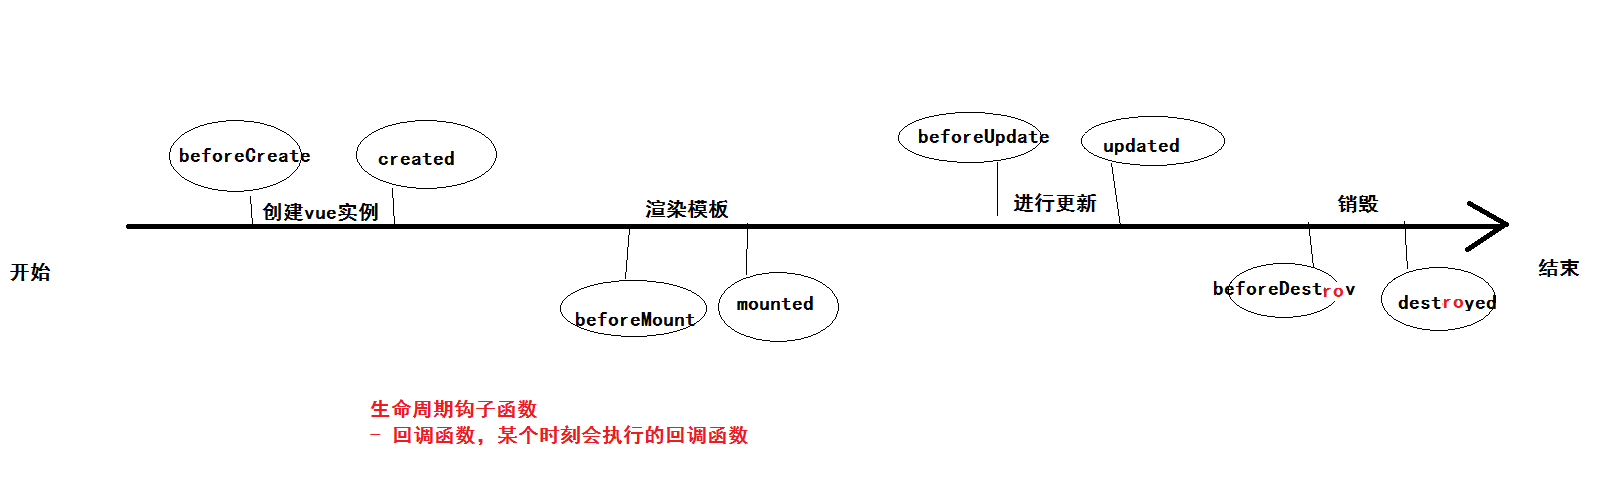 beforeCreate
created
beforeUpdate
updated
创建vue实例
渲染模板
进行更新
销毁
开始
结束
beforeMount
mounted
beforeDestrov
destroyed
生命周期钩子函数
- 回调函数，某个时刻会执行的回调函数